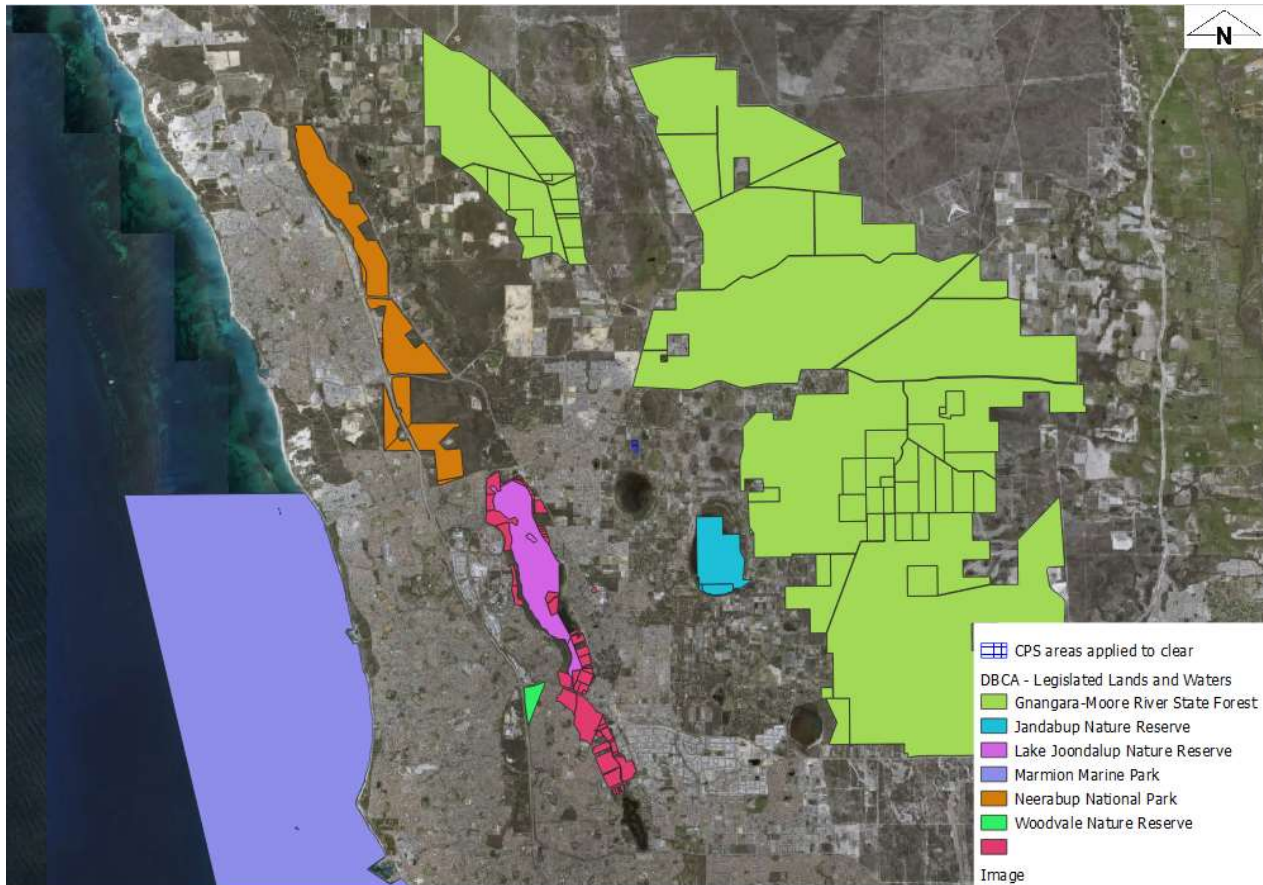 N
CPS areas applied to clear
DBCA - Legislated Lands and Waters
Gnangara-Moore River State Forest
Jandabup Nature Reserve
Lake Joondalup Nature Reserve
Marmion Marine Park
Neerabup National Park
Woodvale Nature Reserve
Image